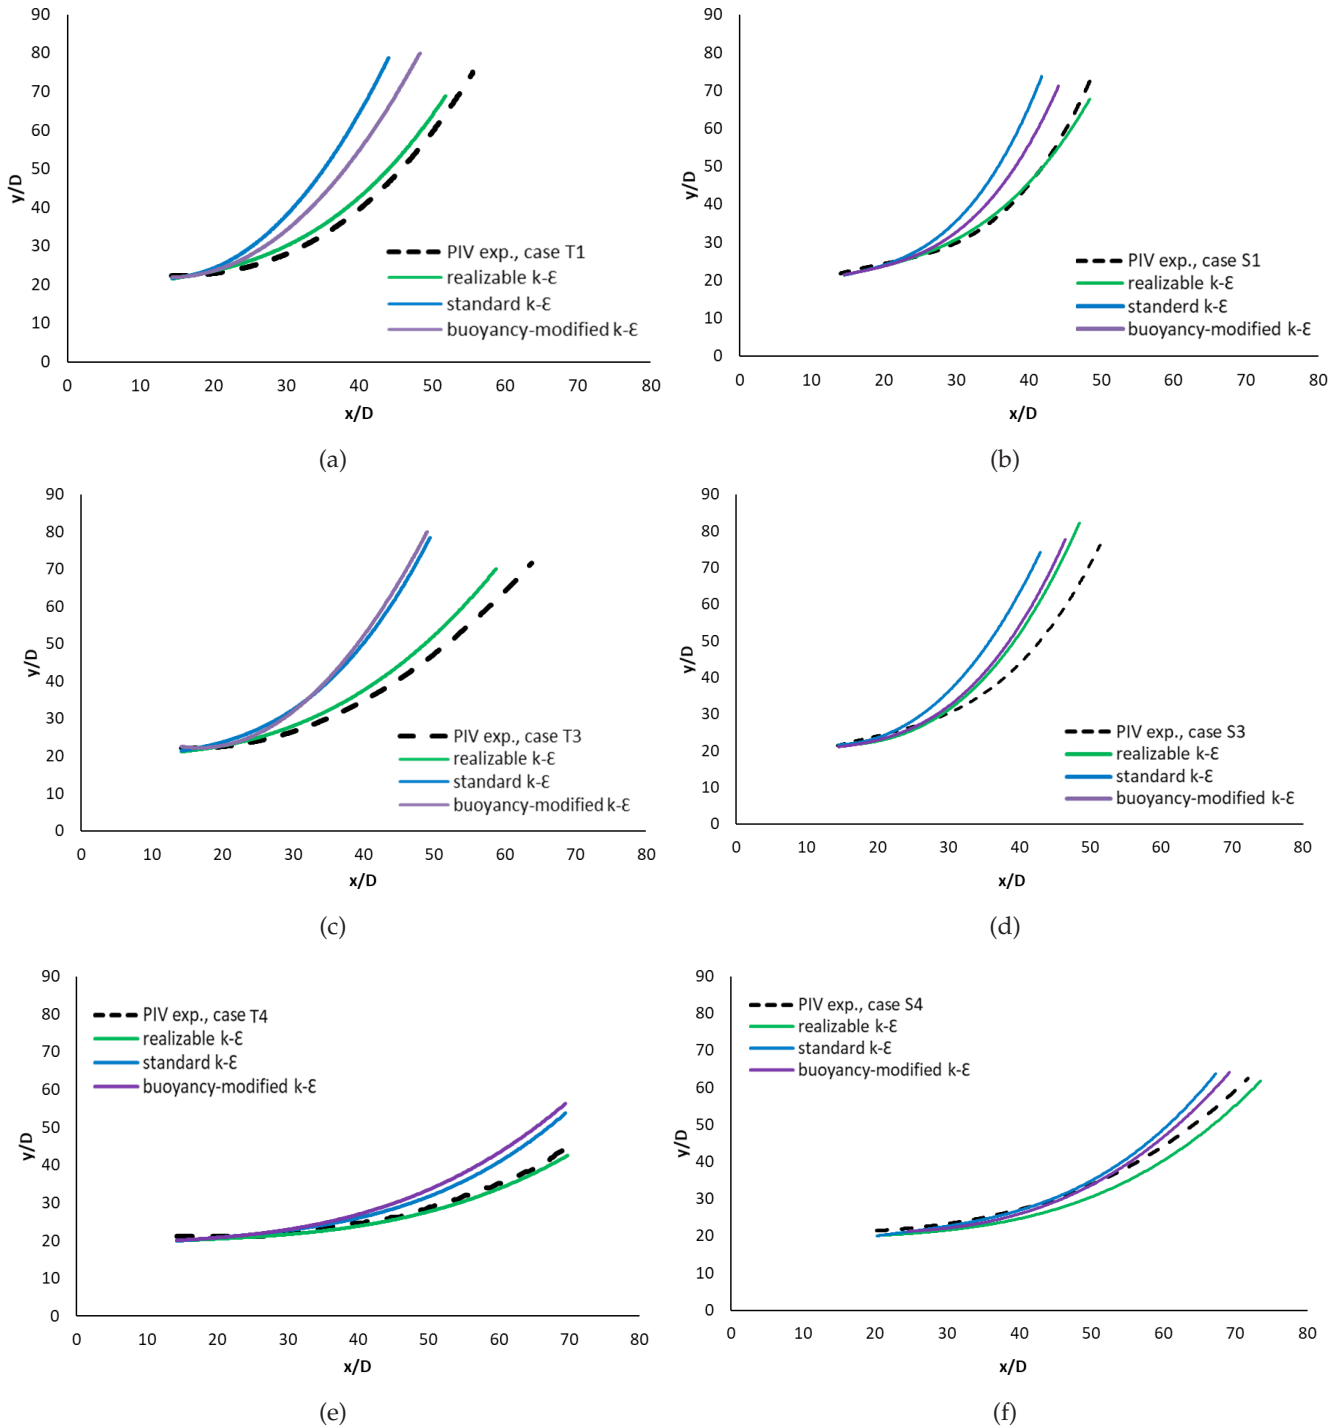 90
80
70
60
50
40
30
20
10
0
y/D
PIV exp., case T1
realizable k-Ɛ
standard k-Ɛ
buoyancy-modified k-Ɛ
0 10 20 30 40 50 60 70 80
x/D
(a)
90
80
70
60
50
40
30
20
10
0
y/D
PIV exp., case S1
realizable k-Ɛ
standerd k-Ɛ
buoyancy-modified k-Ɛ
0 10 20 30 40 50 60 70 80
x/D
(b)
90
80
70
60
50
40
30
20
10
0
y/D
PIV exp., case T3
realizable k-Ɛ
standard k-Ɛ
buoyancy-modified k-Ɛ
0 10 20 30 40 50 60 70 80
x/D
(c)
90
80
70
60
50
40
30
20
10
0
y/D
PIV exp., case S3
realizable k-Ɛ
standard k-Ɛ
buoyancy-modified k-Ɛ
0 10 20 30 40 50 60 70 80
x/D
(d)
90
80
70
60
50
40
30
20
10
0
y/D
PIV exp., case T4
realizable k-Ɛ
standard k-Ɛ
buoyancy-modified k-Ɛ
0 10 20 30 40 50 60 70 80
x/D
(e)
90
80
70
60
50
40
30
20
10
0
y/D
PIV exp., case S4
realizable k-Ɛ
standard k-Ɛ
buoyancy-modified k-Ɛ
0 10 20 30 40 50 60 70 80
x/D
(f)